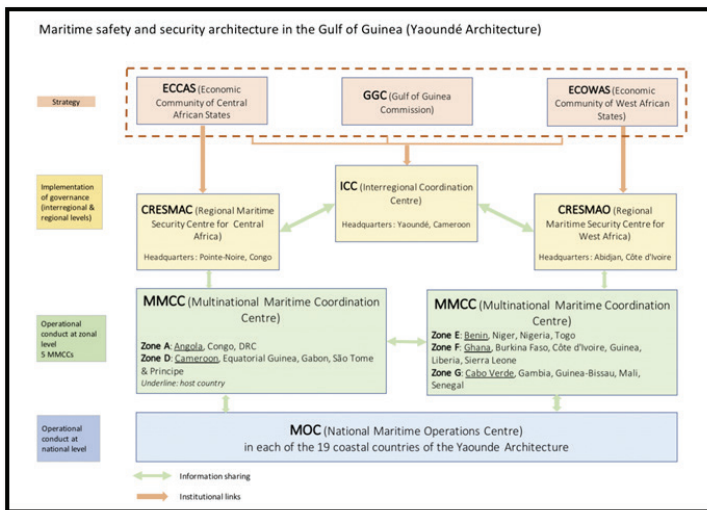 Maritime safety and security architecture in the Gulf of Guinea (Yaoundé Architecture)
Strategy
ECCAS (Economic
Community of Central
African States
GGC (Gulf of Guinea
Commission)
ECOWAS (Economic
Community of West African
States)
Implementation
of governance
(interregional &
regional levels)
CRESMAC (Regional Maritime
Security Centre for Central
Africa)
Headquarters : Pointe-Noire, Congo
ICC (Interregional Coordination
Centre)
Headquarters : Yaoundé, Cameroon
CRESMAO (Regional
Maritime Security Centre for
West Africa)
Headquarters : Abidjan, Côte d'Ivoire
Operational
conduct at zonal
level
5 MMCCs
MMCC (Multinational Maritime Coordination
Centre)
Zone A: Angola, Congo, DRC
Zone D: Cameroon, Equatorial Guinea, Gabon, São Tome
& Principe
Underline: host country
MMCC (Multinational Maritime Coordination
Centre)
Zone E: Benin, Niger, Nigeria, Togo
Zone F: Ghana, Burkina Faso, Côte d'Ivoire, Guinea,
Liberia, Sierra Leone
Zone G: Cabo Verde, Gambia, Guinea-Bissau, Mali,
Senegal
Operational
conduct at
national level
MOC (National Maritime Operations Centre)
in each of the 19 coastal countries of the Yaounde Architecture
Information sharing
Institutional links